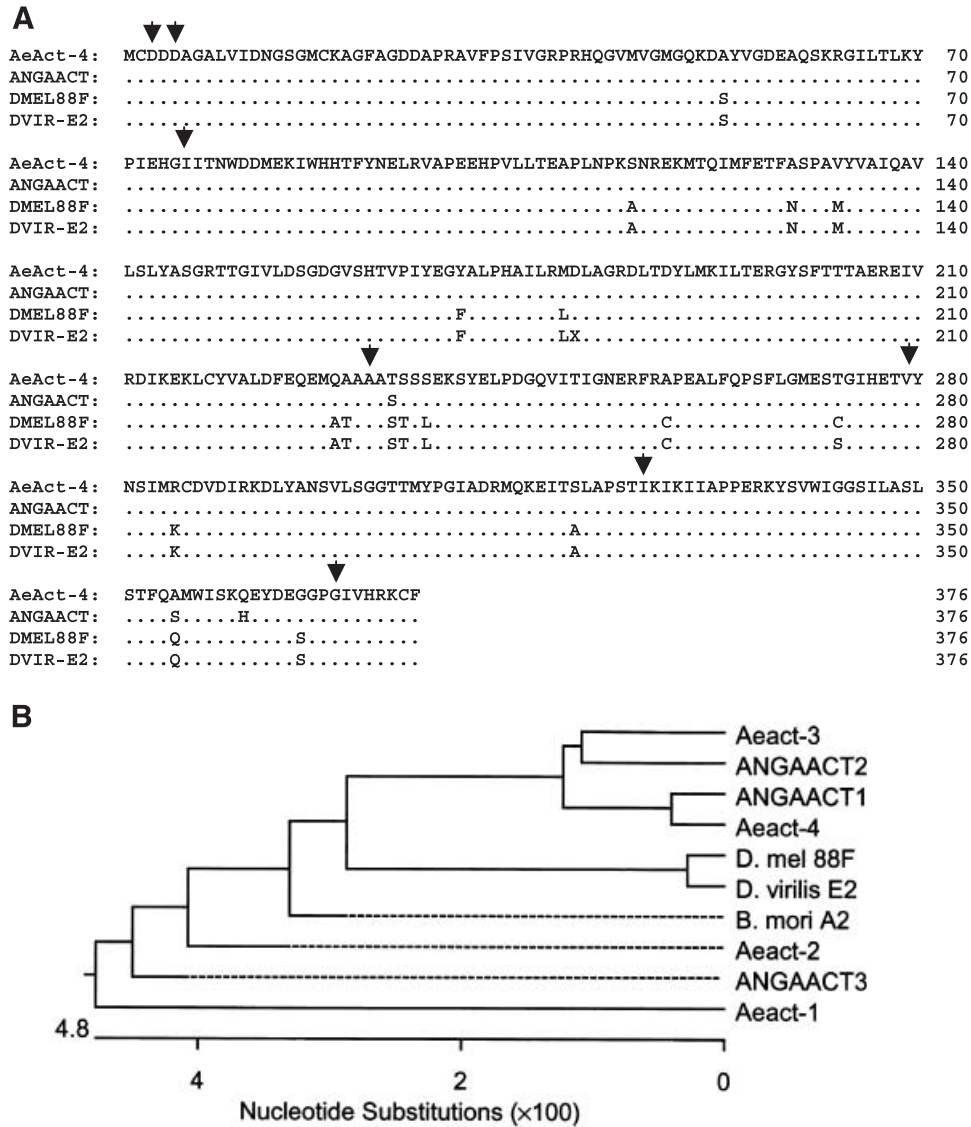 A
AeAct-4: MCDDDAGALVIDNGSGMCKAGFAGDDAPRAVFPSIVGRPRHQGVMVGMGQKDAYVGDEAQSKRGILTLKY 70
ANGAACT: ...................................................................... 70
DMEL88F: ....................................................S................. 70
DVIR-E2: ....................................................S................. 70
AeAct-4: PIEHGIITNWDDMEKIWHHTFYNELRVAPEEHPVLLTEAPLNPKSNREKMTQIMFETFASPAVYVAIQAV 140
ANGAACT: ...................................................................... 140
DMEL88F: ............................................A.............N...M....... 140
DVIR-E2: ............................................A.............N...M....... 140
AeAct-4: LSLYASGRTTGIVLDSGDGVSHTVPIYEGYALPHAILRMDLAGRDLTDYLMKILTERGYSFTTTAEREIV 210
ANGAACT: ...................................................................... 210
DMEL88F: .............................F........L............................... 210
DVIR-E2: .............................F........LX.............................. 210
AeAct-4: RDIKEKLCYVALDFEQEMQAAAATSSSEKSYELPDGQVITIGNERFRAPEALFQPSFLGMESTGIHETVY 280
ANGAACT: .......................S.............................................. 280
DMEL88F: ..................AT...ST.L....................C..............C....... 280
DVIR-E2: ..................AT...ST.L....................C..............S....... 280
AeAct-4: NSIMRCDVDIRKDLYANSVLSGGTTMYPGIADRMQKEITSLAPSTIKIKIIAPPERKYSVWIGGSILASL 350
ANGAACT: ...................................................................... 350
DMEL88F: ....K..................................A.............................. 350
DVIR-E2: ....K..................................A.............................. 350
AeAct-4: STFQAMWISKQEYDEGGPGIVHRKCF 376
ANGAACT: ....S.....H............... 376
DMEL88F: ....Q..........S.......... 376
DVIR-E2: ....Q..........S.......... 376
B
Aeact-3
ANGAACT2
ANGAACT1
Aeact-4
D. mel 88F
D. virilis E2
B. mori A2
Aeact-2
ANGAACT3
Aeact-1
4.8
4 2 0
Nucleotide Substitutions (×100)